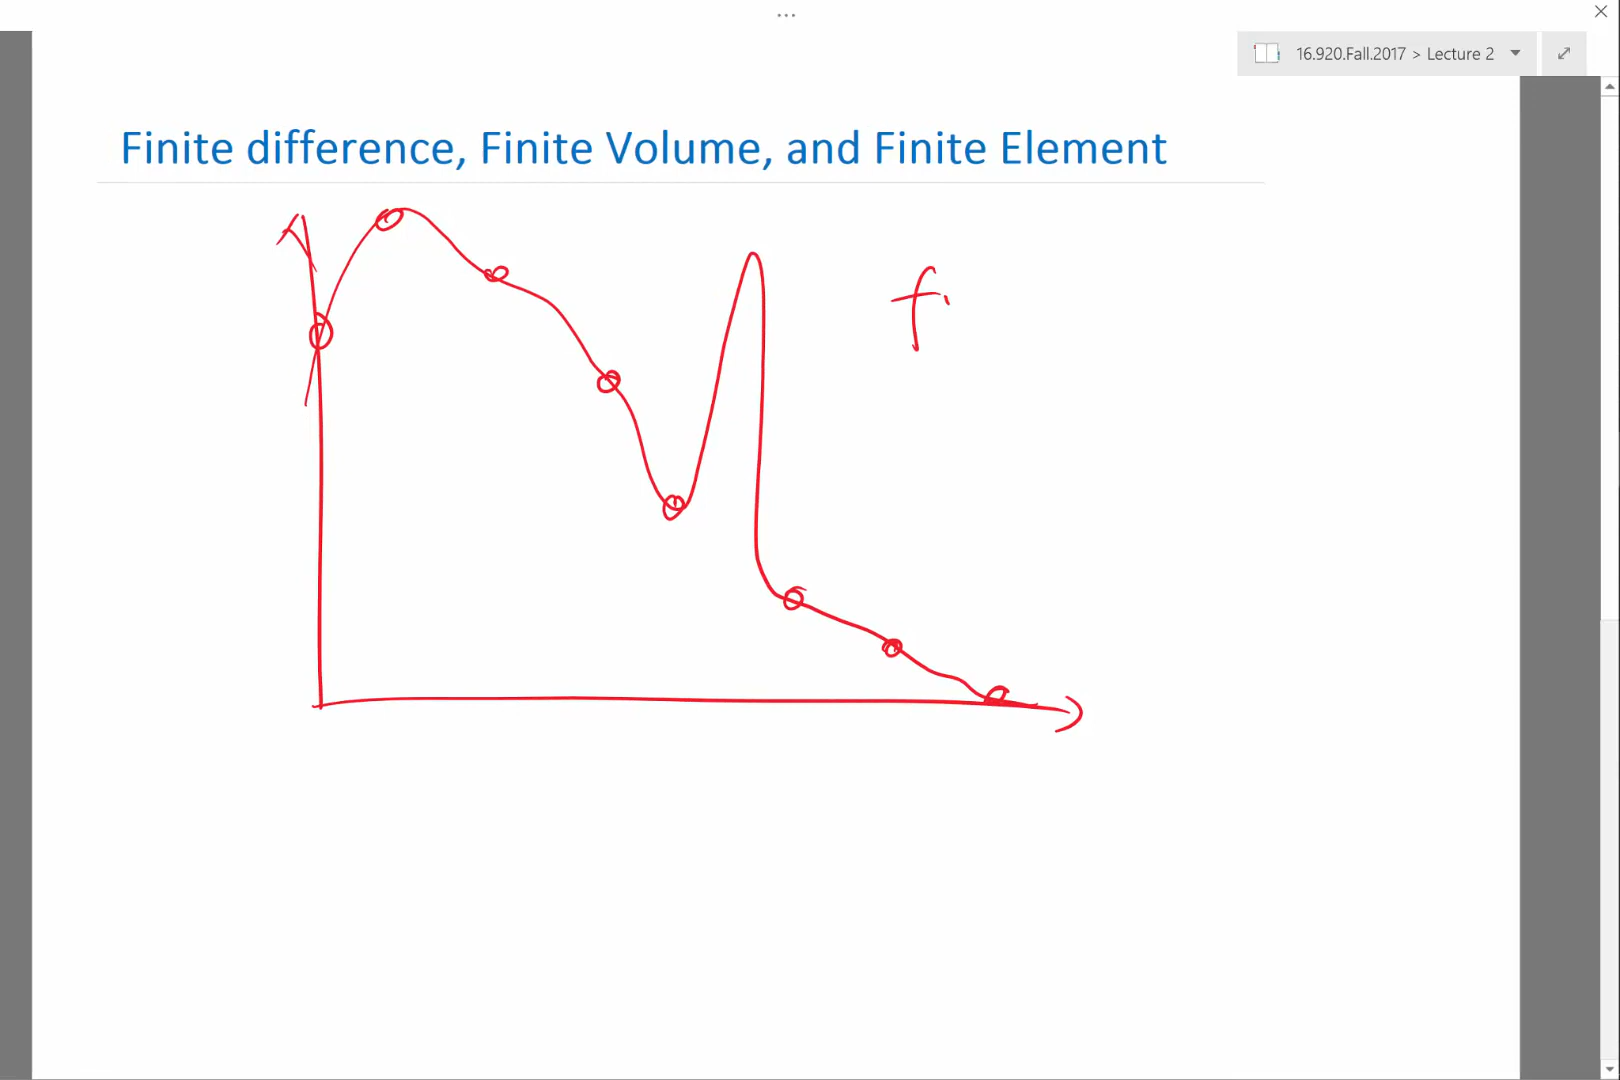 16.920.Fall.2017 > Lecture 2
Finite difference, Finite Volume, and Finite Element
f